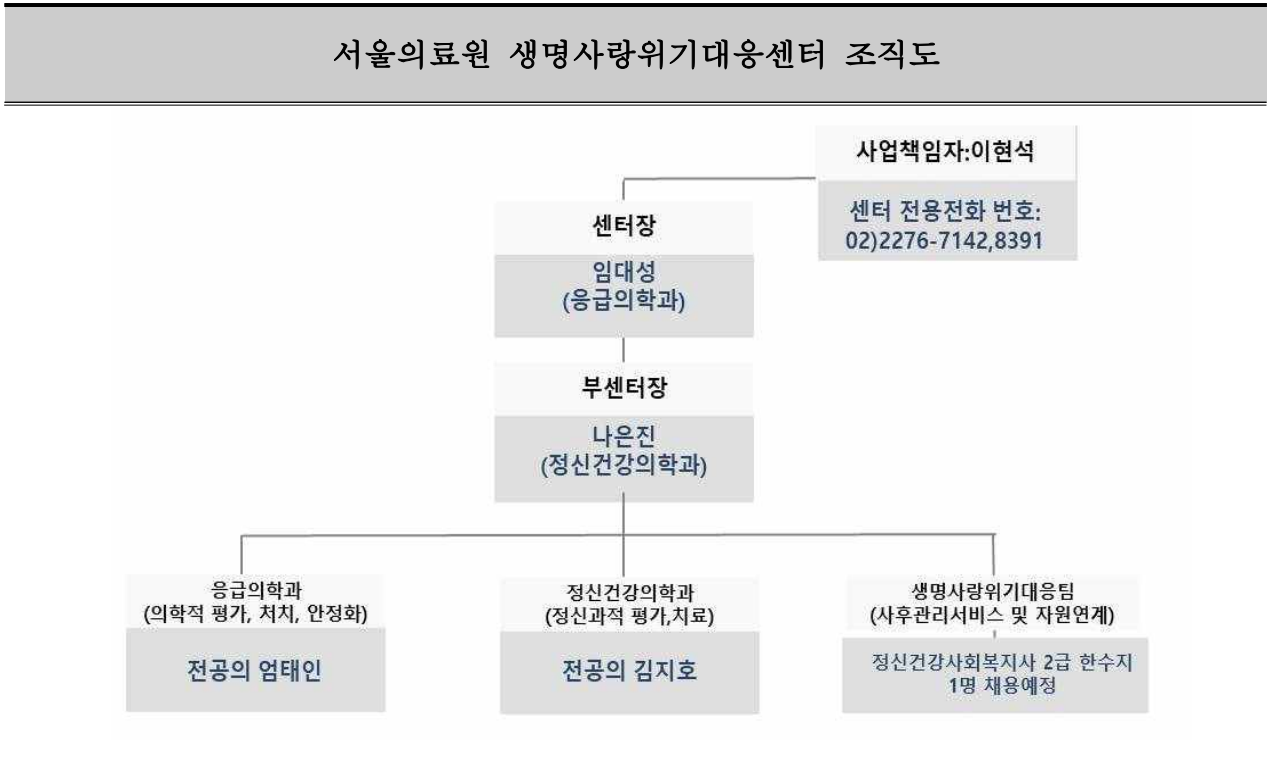 서울의료원 생명사랑위기대응센터 조직도
사업책임자:이현석
센터 전용전화 번호:
02)2276-7142,8391
센터장
임대성
(응급의학과)
부센터장
나은진
(정신건강의학과)
응급의학과
(의학적 평가, 처치, 안정화)
전공의 엄태인
정신건강의학과
(정신과적 평가,치료)
전공의 김지호
생명사랑위기대응팀
(사후관리서비스 및 자원연계)
정신건강사회복지사 2급 한수지
1명 채용예정